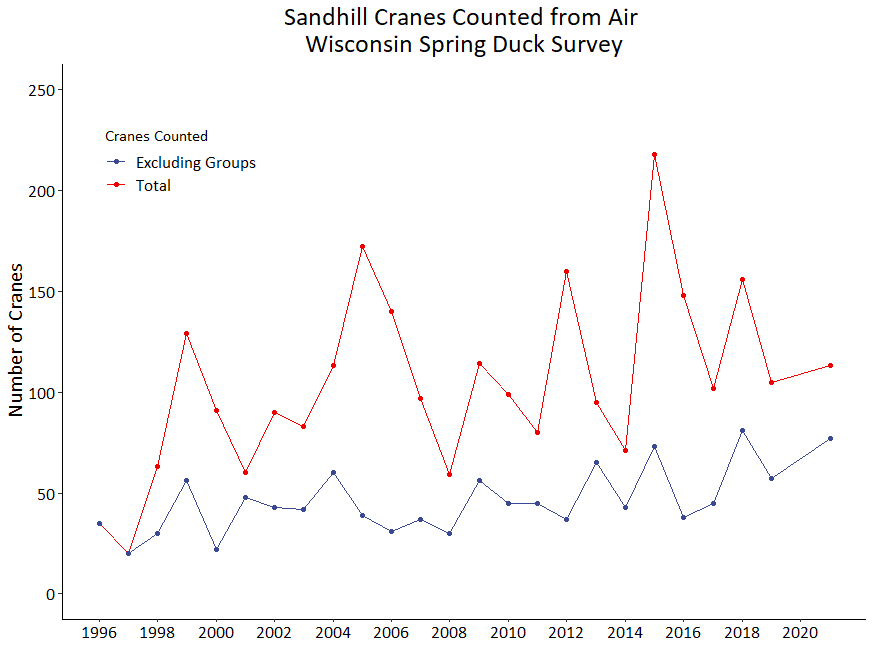 Sandhill Cranes Counted from Air
Wisconsin Spring Duck Survey
250
200
150
100
50
0
Number of Cranes
Cranes Counted
Excluding Groups
Total
1996 1998 2000 2002 2004 2006 2008 2010 2012 2014 2016 2018 2020